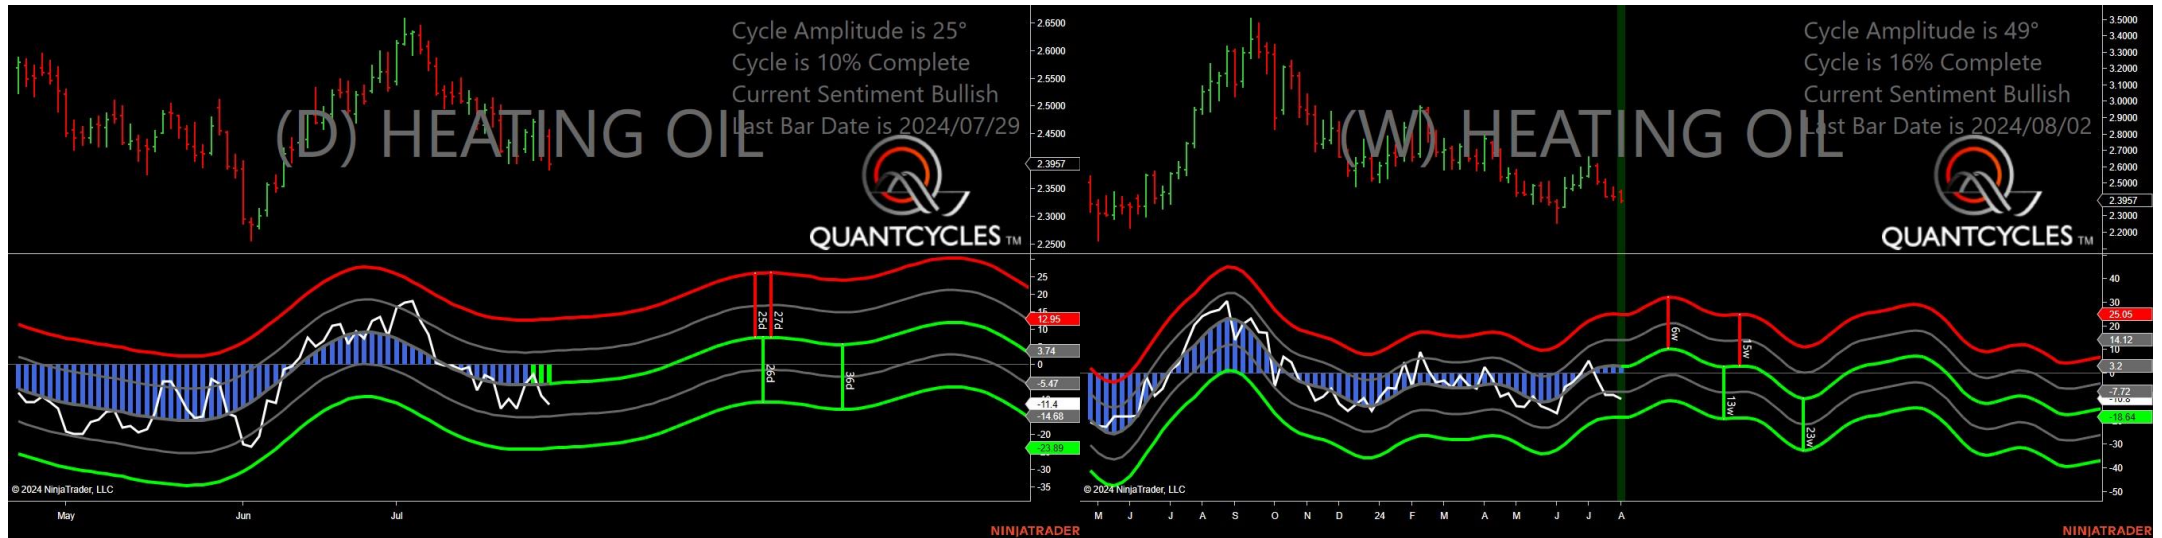 Cycle Amplitude is 25°
Cycle is 10% Complete
Current Sentiment Bullish
Last Bar Date is 2024/07/29
(D) HEATING OIL
QUANTCYCLES TM
2.6500
2.6000
2.5500
2.5000
2.4500
2.3957
2.3500
2.3000
2.2500
25
20
12.95
10
3.74
0
-5.47
-11.4
-14.68
-20
-23.89
-30
-35
25d
27d
26d
36d
© 2024 NinjaTrader, LLC
May
Jun
Jul
NINJATRADER
Cycle Amplitude is 49°
Cycle is 16% Complete
Current Sentiment Bullish
Last Bar Date is 2024/08/02
(W) HEATING OIL
QUANTCYCLES TM
3.5000
3.4000
3.3000
3.2000
3.1000
3.0000
2.9000
2.8000
2.7000
2.6000
2.5000
2.3957
2.3000
2.2000
40
30
25.05
20
14.12
10
3.2
-7.72
-18.64
-30
-40
-50
6w
15w
13w
23w
© 2024 NinjaTrader, LLC
M
J
J
A
S
O
N
D
24
F
M
A
M
J
J
A
NINJATRADER